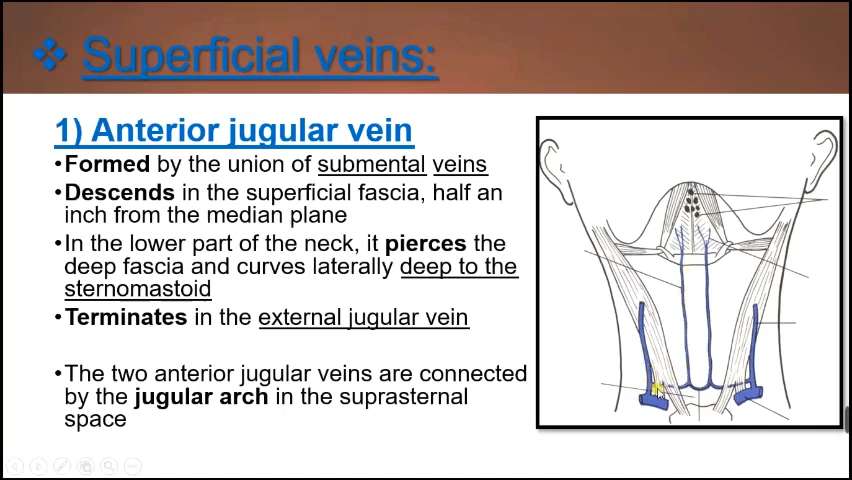 ❖ Superficial veins:
1) Anterior jugular vein
•Formed by the union of submental veins
•Descends in the superficial fascia, half an
inch from the median plane
•In the lower part of the neck, it pierces the
deep fascia and curves laterally deep to the
sternomastoid
•Terminates in the external jugular vein
•The two anterior jugular veins are connected
by the jugular arch in the suprasternal
space